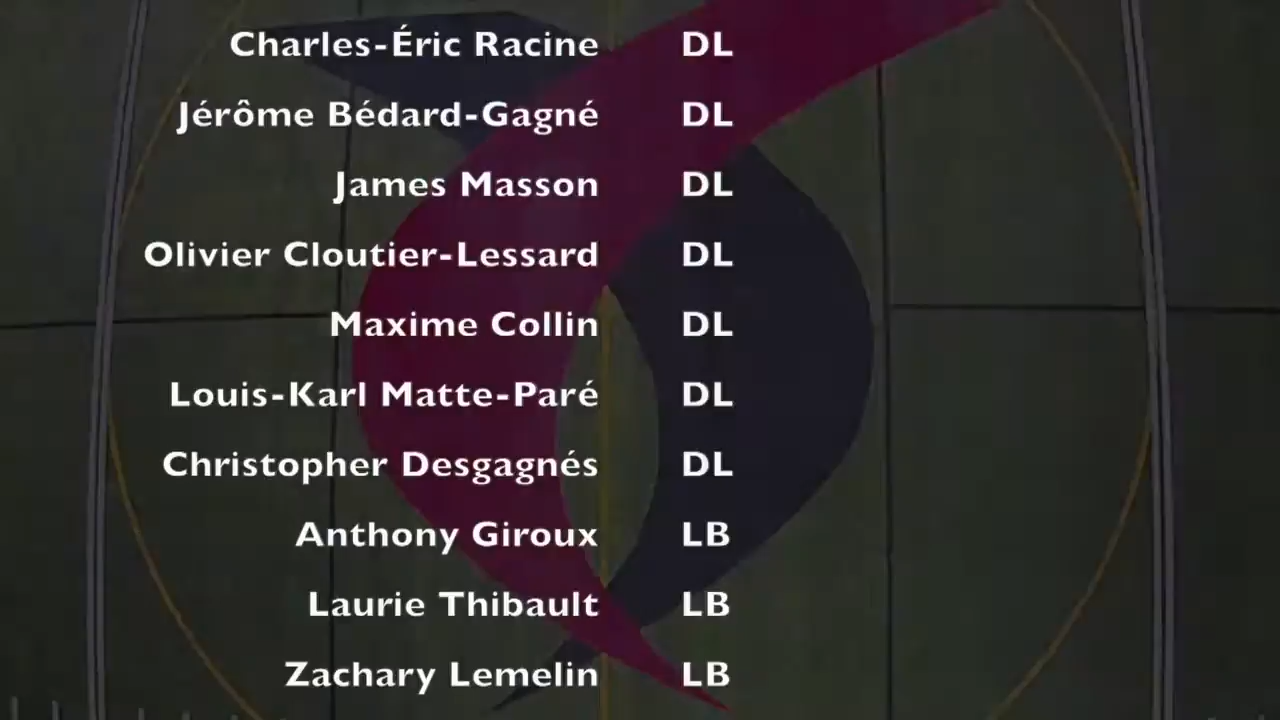 Charles-Éric Racine DL
Jérôme Bédard-Gagné DL
James Masson DL
Olivier Cloutier-Lessard DL
Maxime Collin DL
Louis-Karl Matte-Paré DL
Christopher Desgagnés DL
Anthony Giroux LB
Laurie Thibault LB
Zachary Lemelin LB